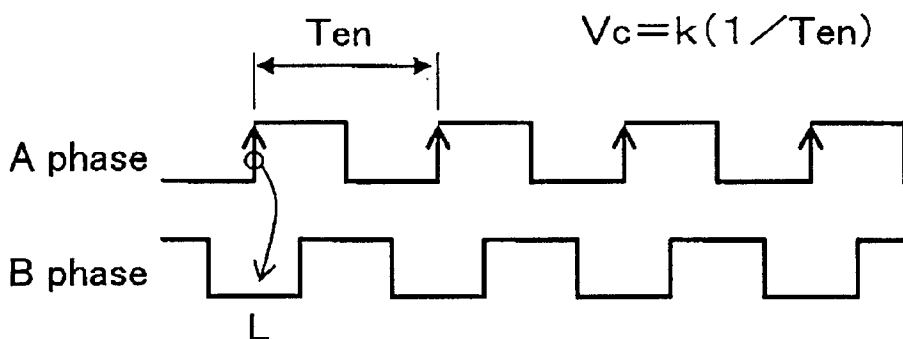 Ten
Vc=k(1/Ten)
A phase
B phase
L